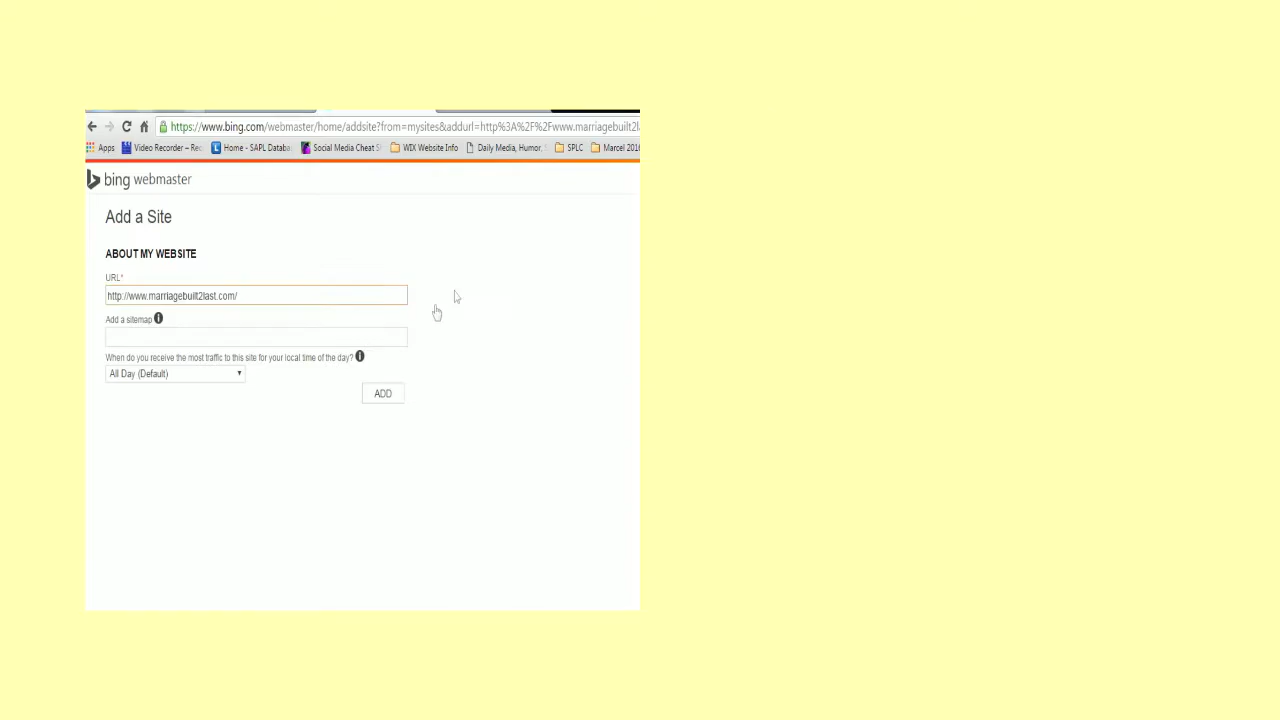 https://www.bing.com/webmaster/home/addsite?from=mysites&addurl=http%3A%2F%2Fwww.marriagebuilt2l
Apps Video Recorder – Rec Home - SAPL Databa Social Media Cheat S WIX Website Info Daily Media, Humor, SPLC Marcel 2016
bing webmaster
Add a Site
ABOUT MY WEBSITE
URL*
http://www.marriagebuilt2last.com/
Add a sitemap
When do you receive the most traffic to this site for your local time of the day?
All Day (Default)
ADD